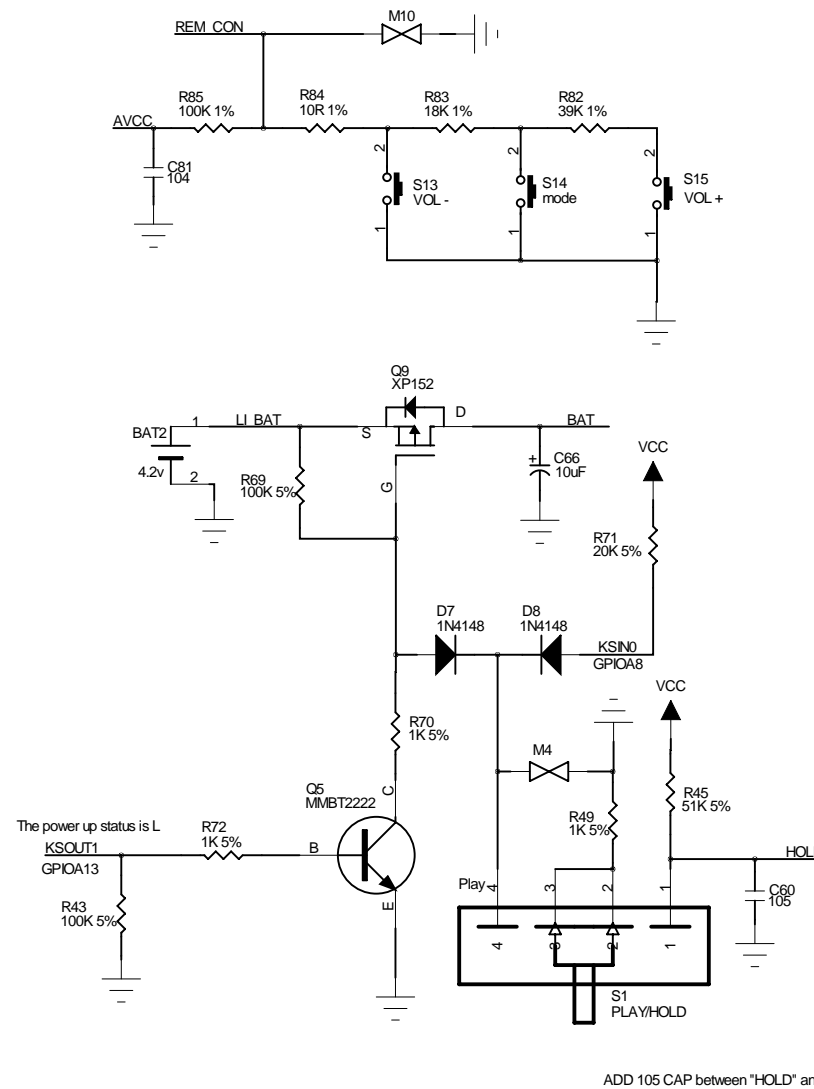 M10
REM CON
R85
100K 1%
R84
10R 1%
R83
18K 1%
R82
39K 1%
AVCC
C81
104
2
S13
VOL -
1
2
S14
mode
1
2
S15
VOL +
1
Q9
XP152
1
LI BAT
S
D
BAT
BAT2
4.2v
2
R69
100K 5%
G
+
C66
10uF
VCC
R71
20K 5%
D7
1N4148
D8
1N4148
KSIN0
GPIOA8
VCC
R70
1K 5%
M4
R45
51K 5%
R49
1K 5%
Q5
MMBT2222
C
The power up status is L
KSOUT1
GPIOA13
R72
1K 5%
B
E
R43
100K 5%
HOL
C60
105
Play
4
3
2
1
4
3
2
1
S1
PLAY/HOLD
ADD 105 CAP between "HOLD" an